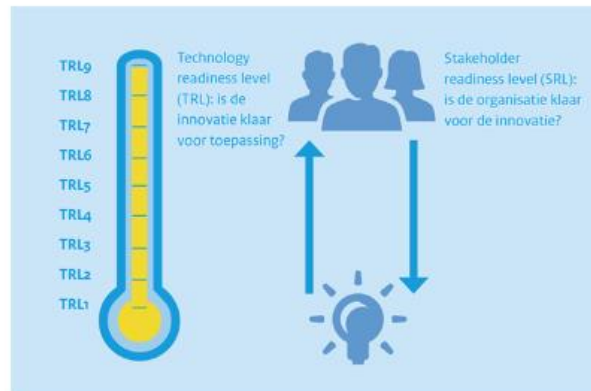 TRL9
TRL8
TRL7
TRL6
TRL5
TRL4
TRL3
TRL2
TRL1
Technology
readiness level
(TRL): is de
innovatie klaar
voor toepassing?
Stakeholder
readiness level (SRL):
is de organisatie klaar
voor de innovatie?